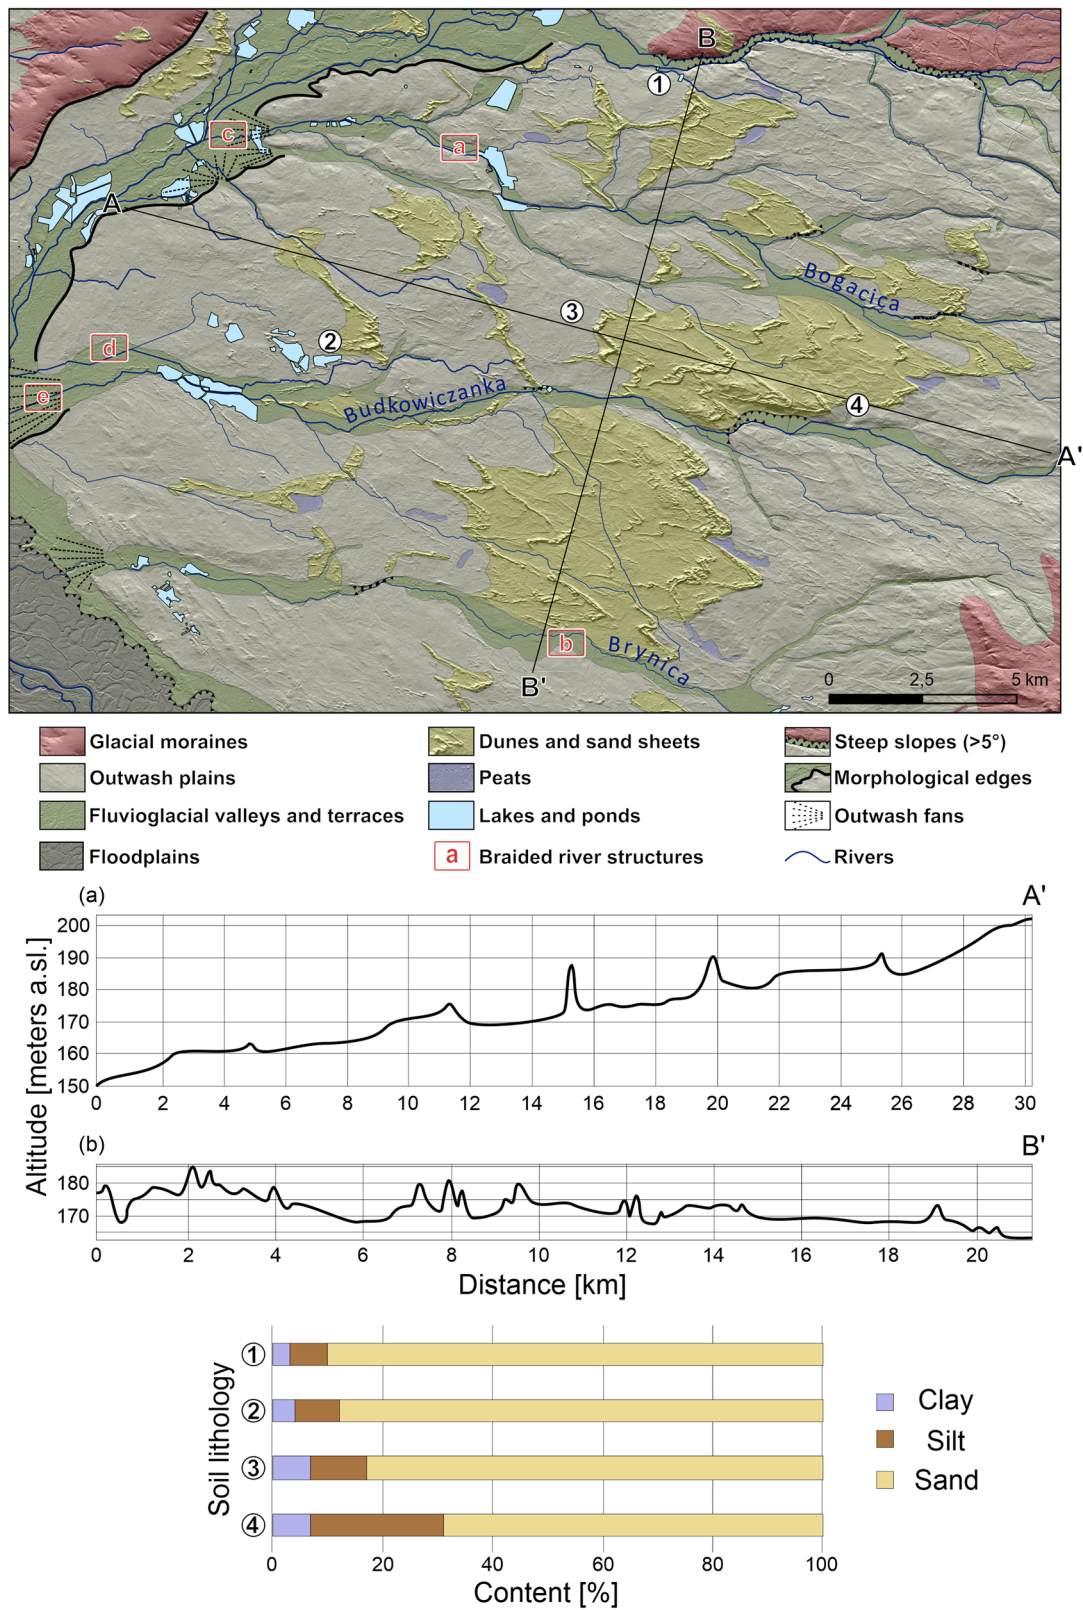 B
1
c
a
A
Bogacica
3
2
d
e
Budkowiczanka
4
A'
b
Brynica
B'
0 2,5 5 km
Glacial moraines
Dunes and sand sheets
Steep slopes (>5°)
Outwash plains
Peats
Morphological edges
Fluvioglacial valleys and terraces
Lakes and ponds
Outwash fans
Floodplains
a Braided river structures
Rivers
(a)
A'
200
190
180
170
160
150
0 2 4 6 8 10 12 14 16 18 20 22 24 26 28 30
Altitude [meters a.sl.]
(b)
B'
180
170
0 2 4 6 8 10 12 14 16 18 20
Distance [km]
Soil lithology
1
2
3
4
Clay
Silt
Sand
0 20 40 60 80 100
Content [%]